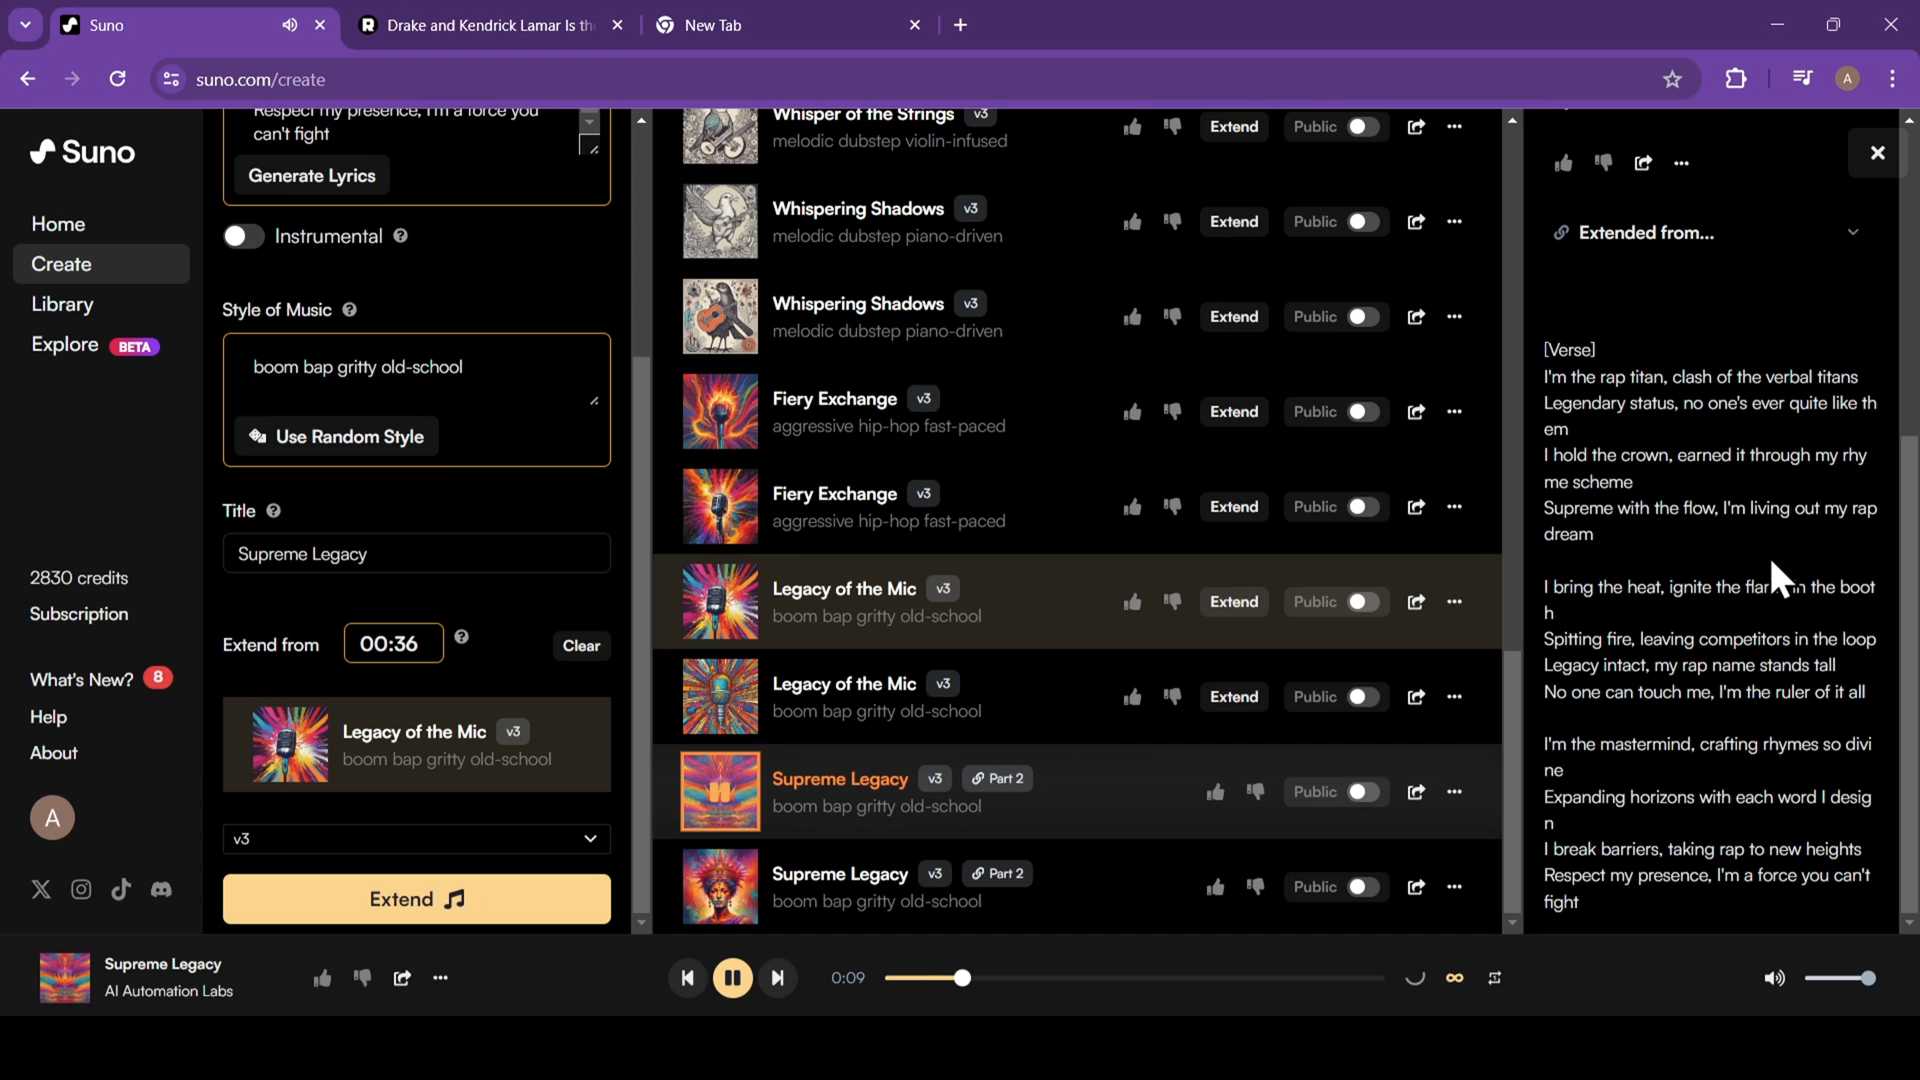 Suno
Drake and Kendrick Lamar Is the
New Tab
suno.com/create
A
Suno
Home
Create
Library
Explore BETA
2830 credits
Subscription
What's New? 8
Help
About
A
Respect my presence, I'm a force you
can't fight
Generate Lyrics
Instrumental
Style of Music
boom bap gritty old-school
Use Random Style
Title
Supreme Legacy
Extend from 00:36 Clear
Legacy of the Mic v3
boom bap gritty old-school
v3
Extend
Whisper of the Strings v3
melodic dubstep violin-infused
Extend Public
Whispering Shadows v3
melodic dubstep piano-driven
Extend Public
Whispering Shadows v3
melodic dubstep piano-driven
Extend Public
Fiery Exchange v3
aggressive hip-hop fast-paced
Extend Public
Fiery Exchange v3
aggressive hip-hop fast-paced
Extend Public
Legacy of the Mic v3
boom bap gritty old-school
Extend Public
Legacy of the Mic v3
boom bap gritty old-school
Extend Public
Supreme Legacy v3 Part 2
boom bap gritty old-school
Public
Supreme Legacy v3 Part 2
boom bap gritty old-school
Public
Extended from...
[Verse]
I'm the rap titan, clash of the verbal titans
Legendary status, no one's ever quite like th
em
I hold the crown, earned it through my rhy
me scheme
Supreme with the flow, I'm living out my rap
dream
I bring the heat, ignite the the boot
h
Spitting fire, leaving competitors in the loop
Legacy intact, my rap name stands tall
No one can touch me, I'm the ruler of it all
I'm the mastermind, crafting rhymes so divi
ne
Expanding horizons with each word I desig
n
I break barriers, taking rap to new heights
Respect my presence, I'm a force you can't
fight
Supreme Legacy
AI Automation Labs
0:09